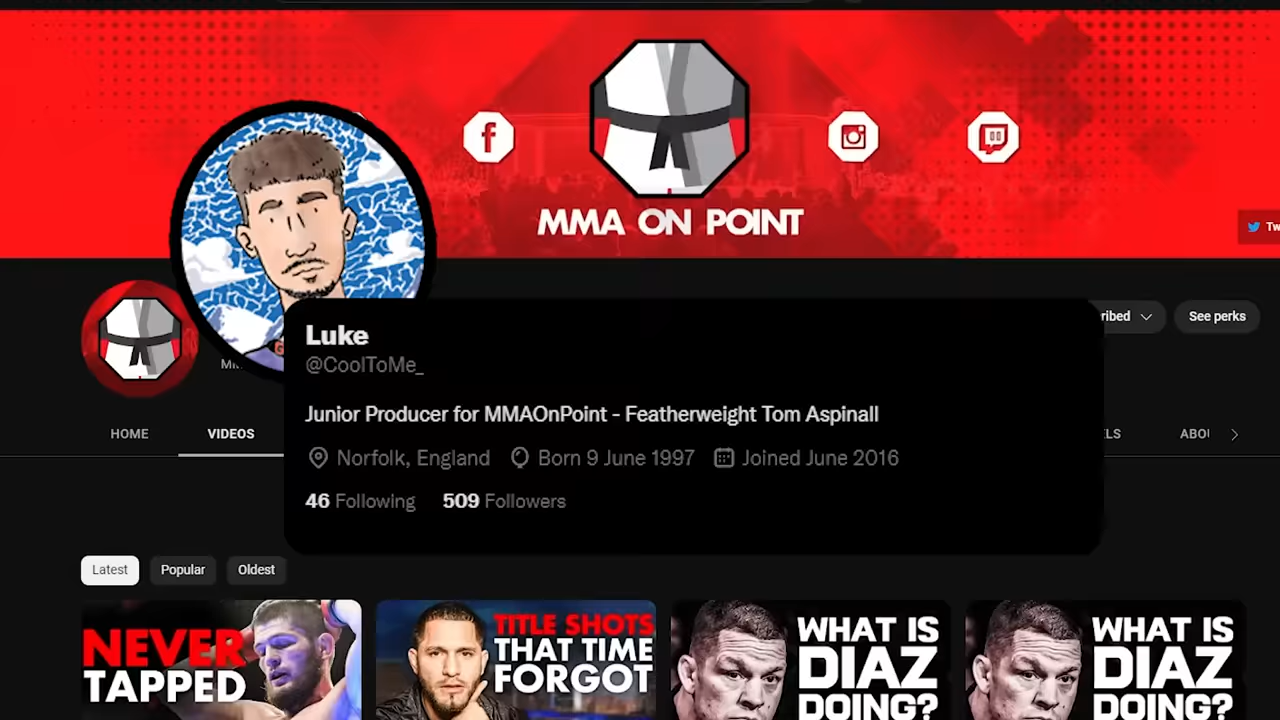 MMA ON POINT
Tw
Luke
@CoolToMe_
ribed
See perks
Junior Producer for MMAOnPoint - Featherweight Tom Aspinall
HOME
VIDEOS
ABOU
Norfolk, England
Born 9 June 1997
Joined June 2016
46 Following
509 Followers
Latest
Popular
Oldest
NEVER
TAPPED
TITLE SHOTS
THAT TIME
FORGOT
WHAT IS
DIAZ
DOING?
WHAT IS
DIAZ
DOING?